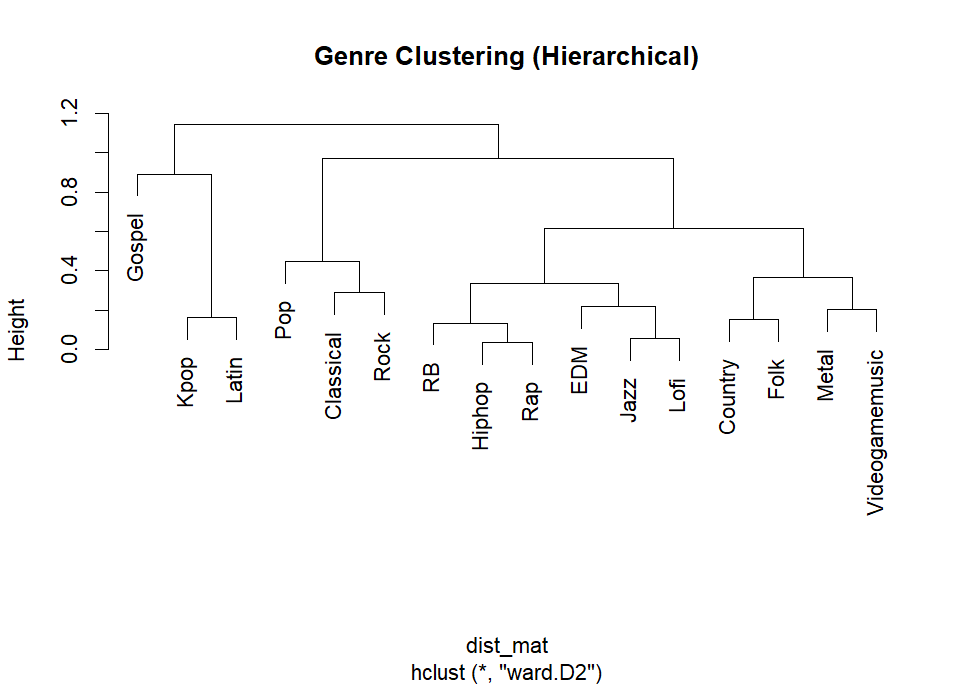 Genre Clustering (Hierarchical)
Height
0.0
0.4
0.8
1.2
Gospel
Kpop
Latin
Pop
Classical
Rock
RB
Hiphop
Rap
EDM
Jazz
Lofi
Country
Folk
Metal
Videogamemusic
dist_mat
hclust (*, "ward.D2")